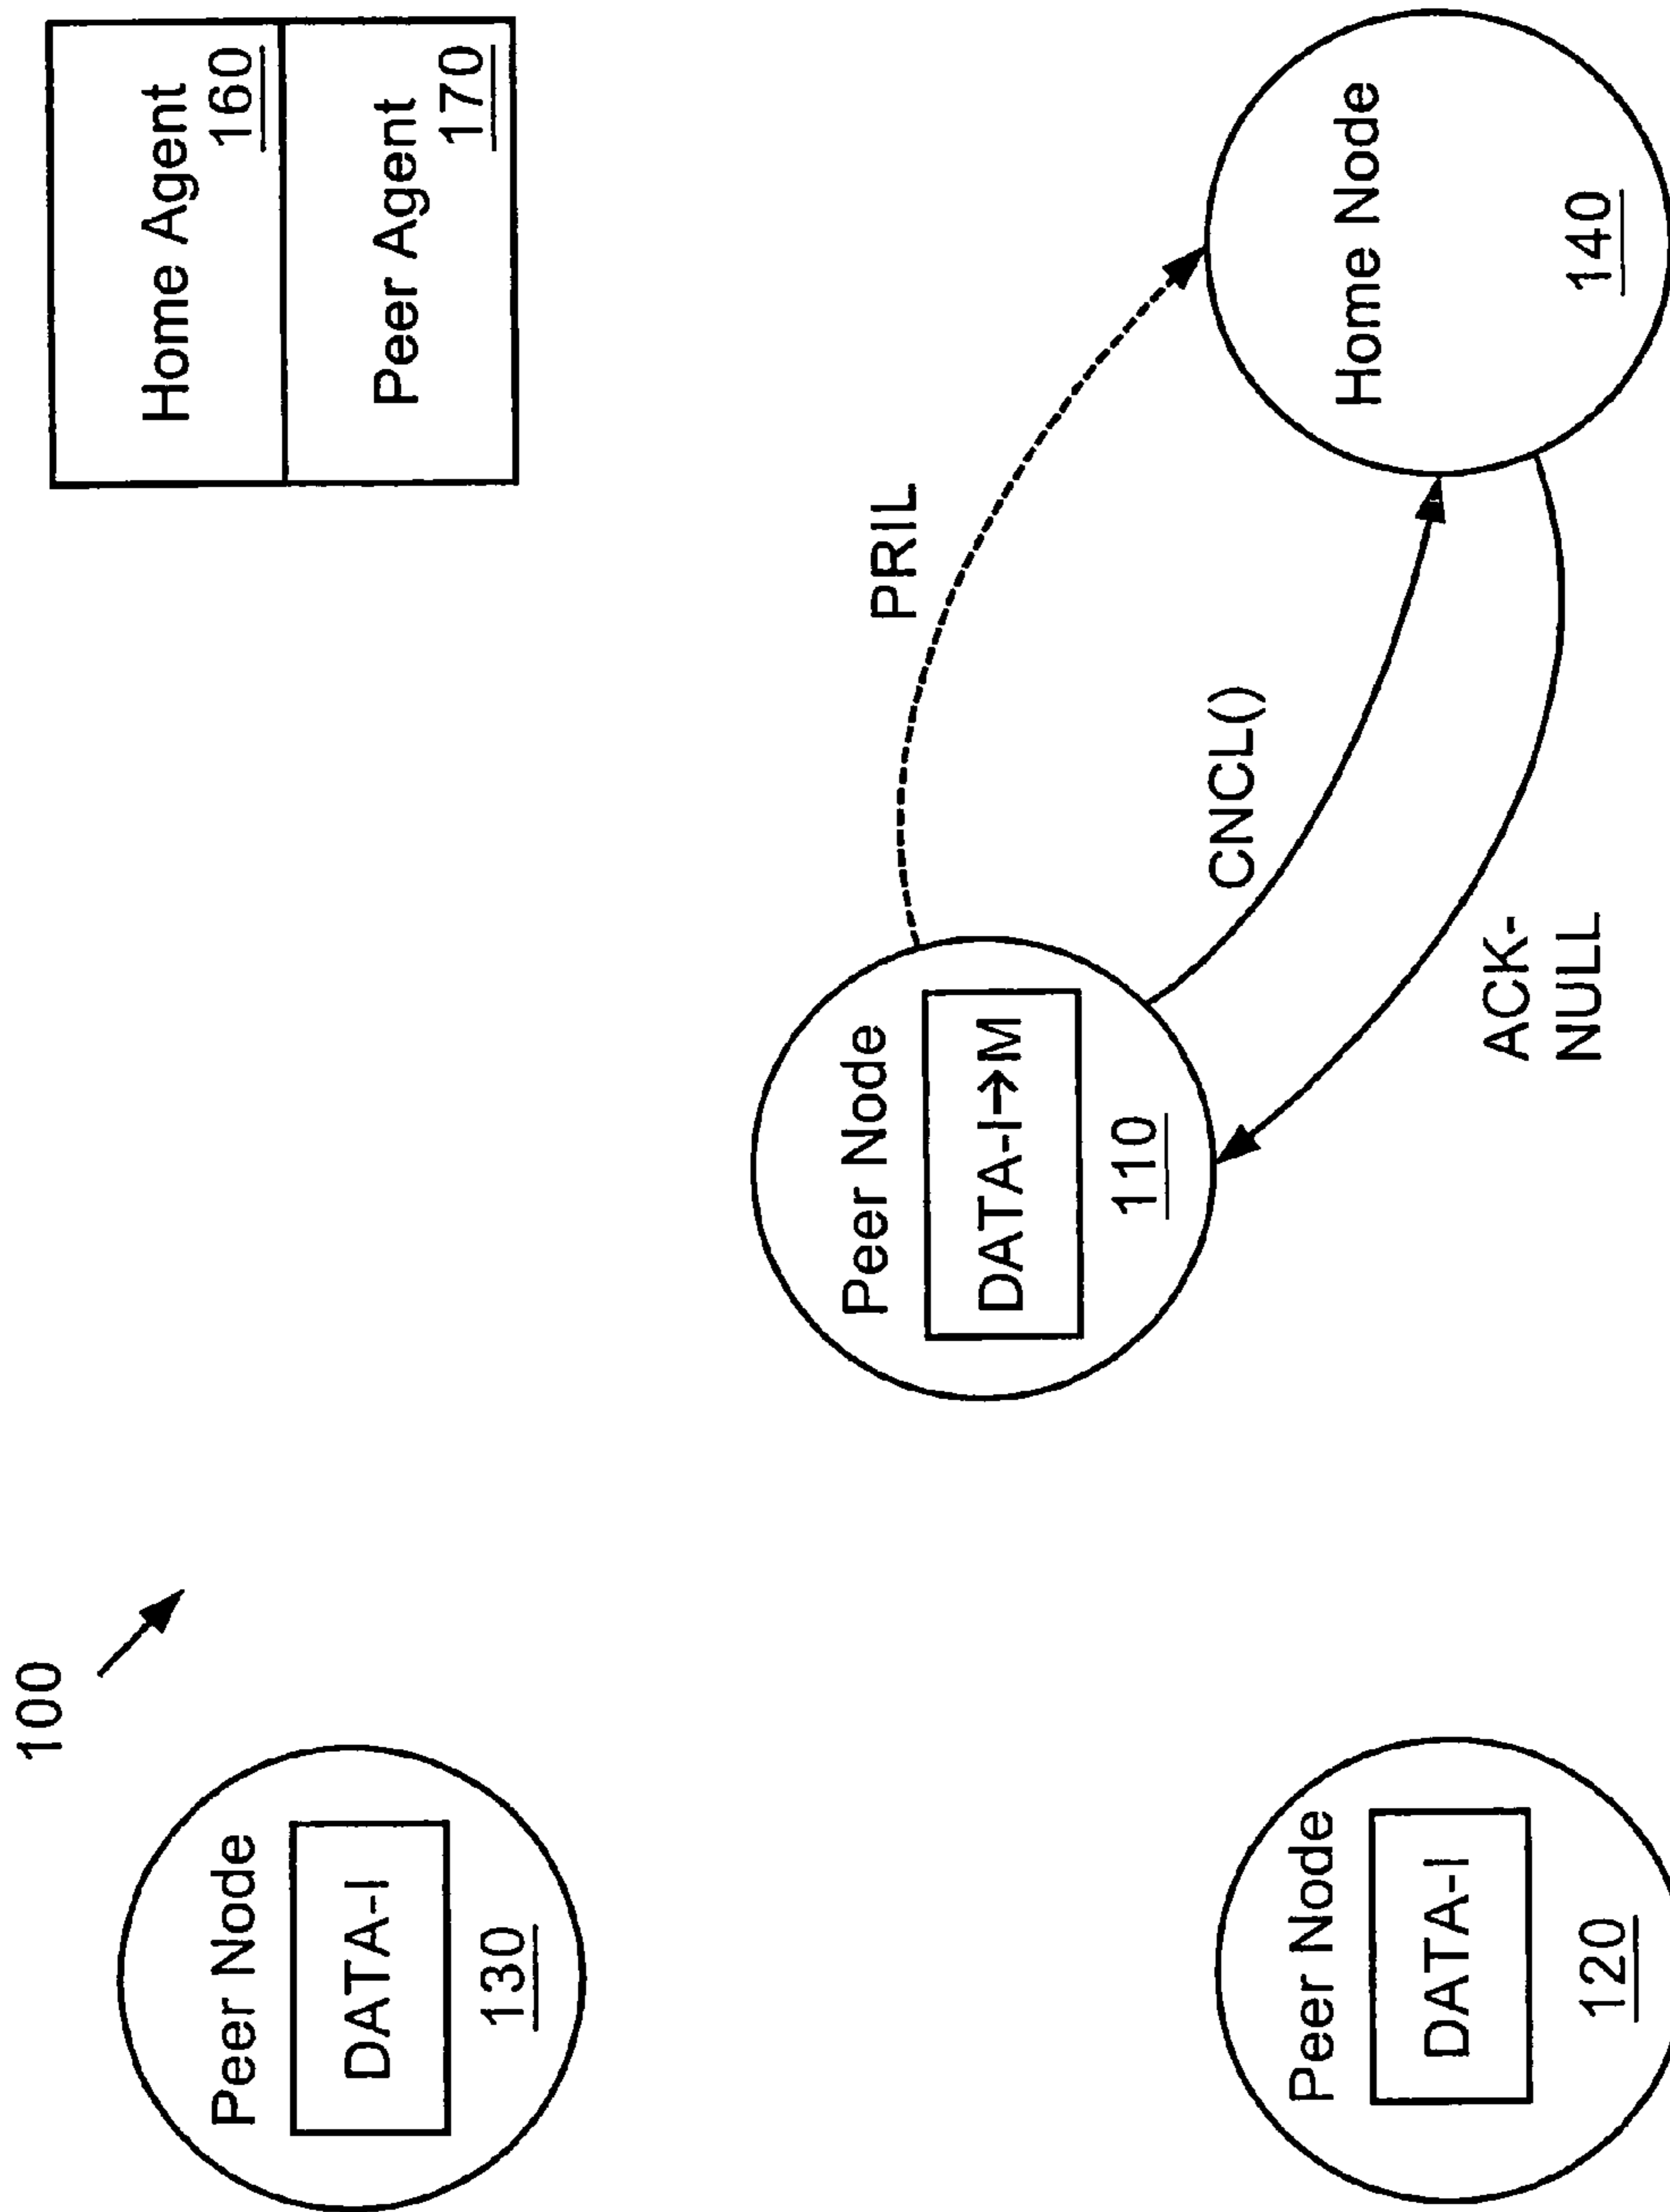 100
Home Agent
160
Peer Agent
170
Peer Node
DATA-I
130
Peer Node
DATA-I→M
110
PRIL
CNCL()
ACK-
NULL
Peer Node
DATA-I
120
Home Node
140